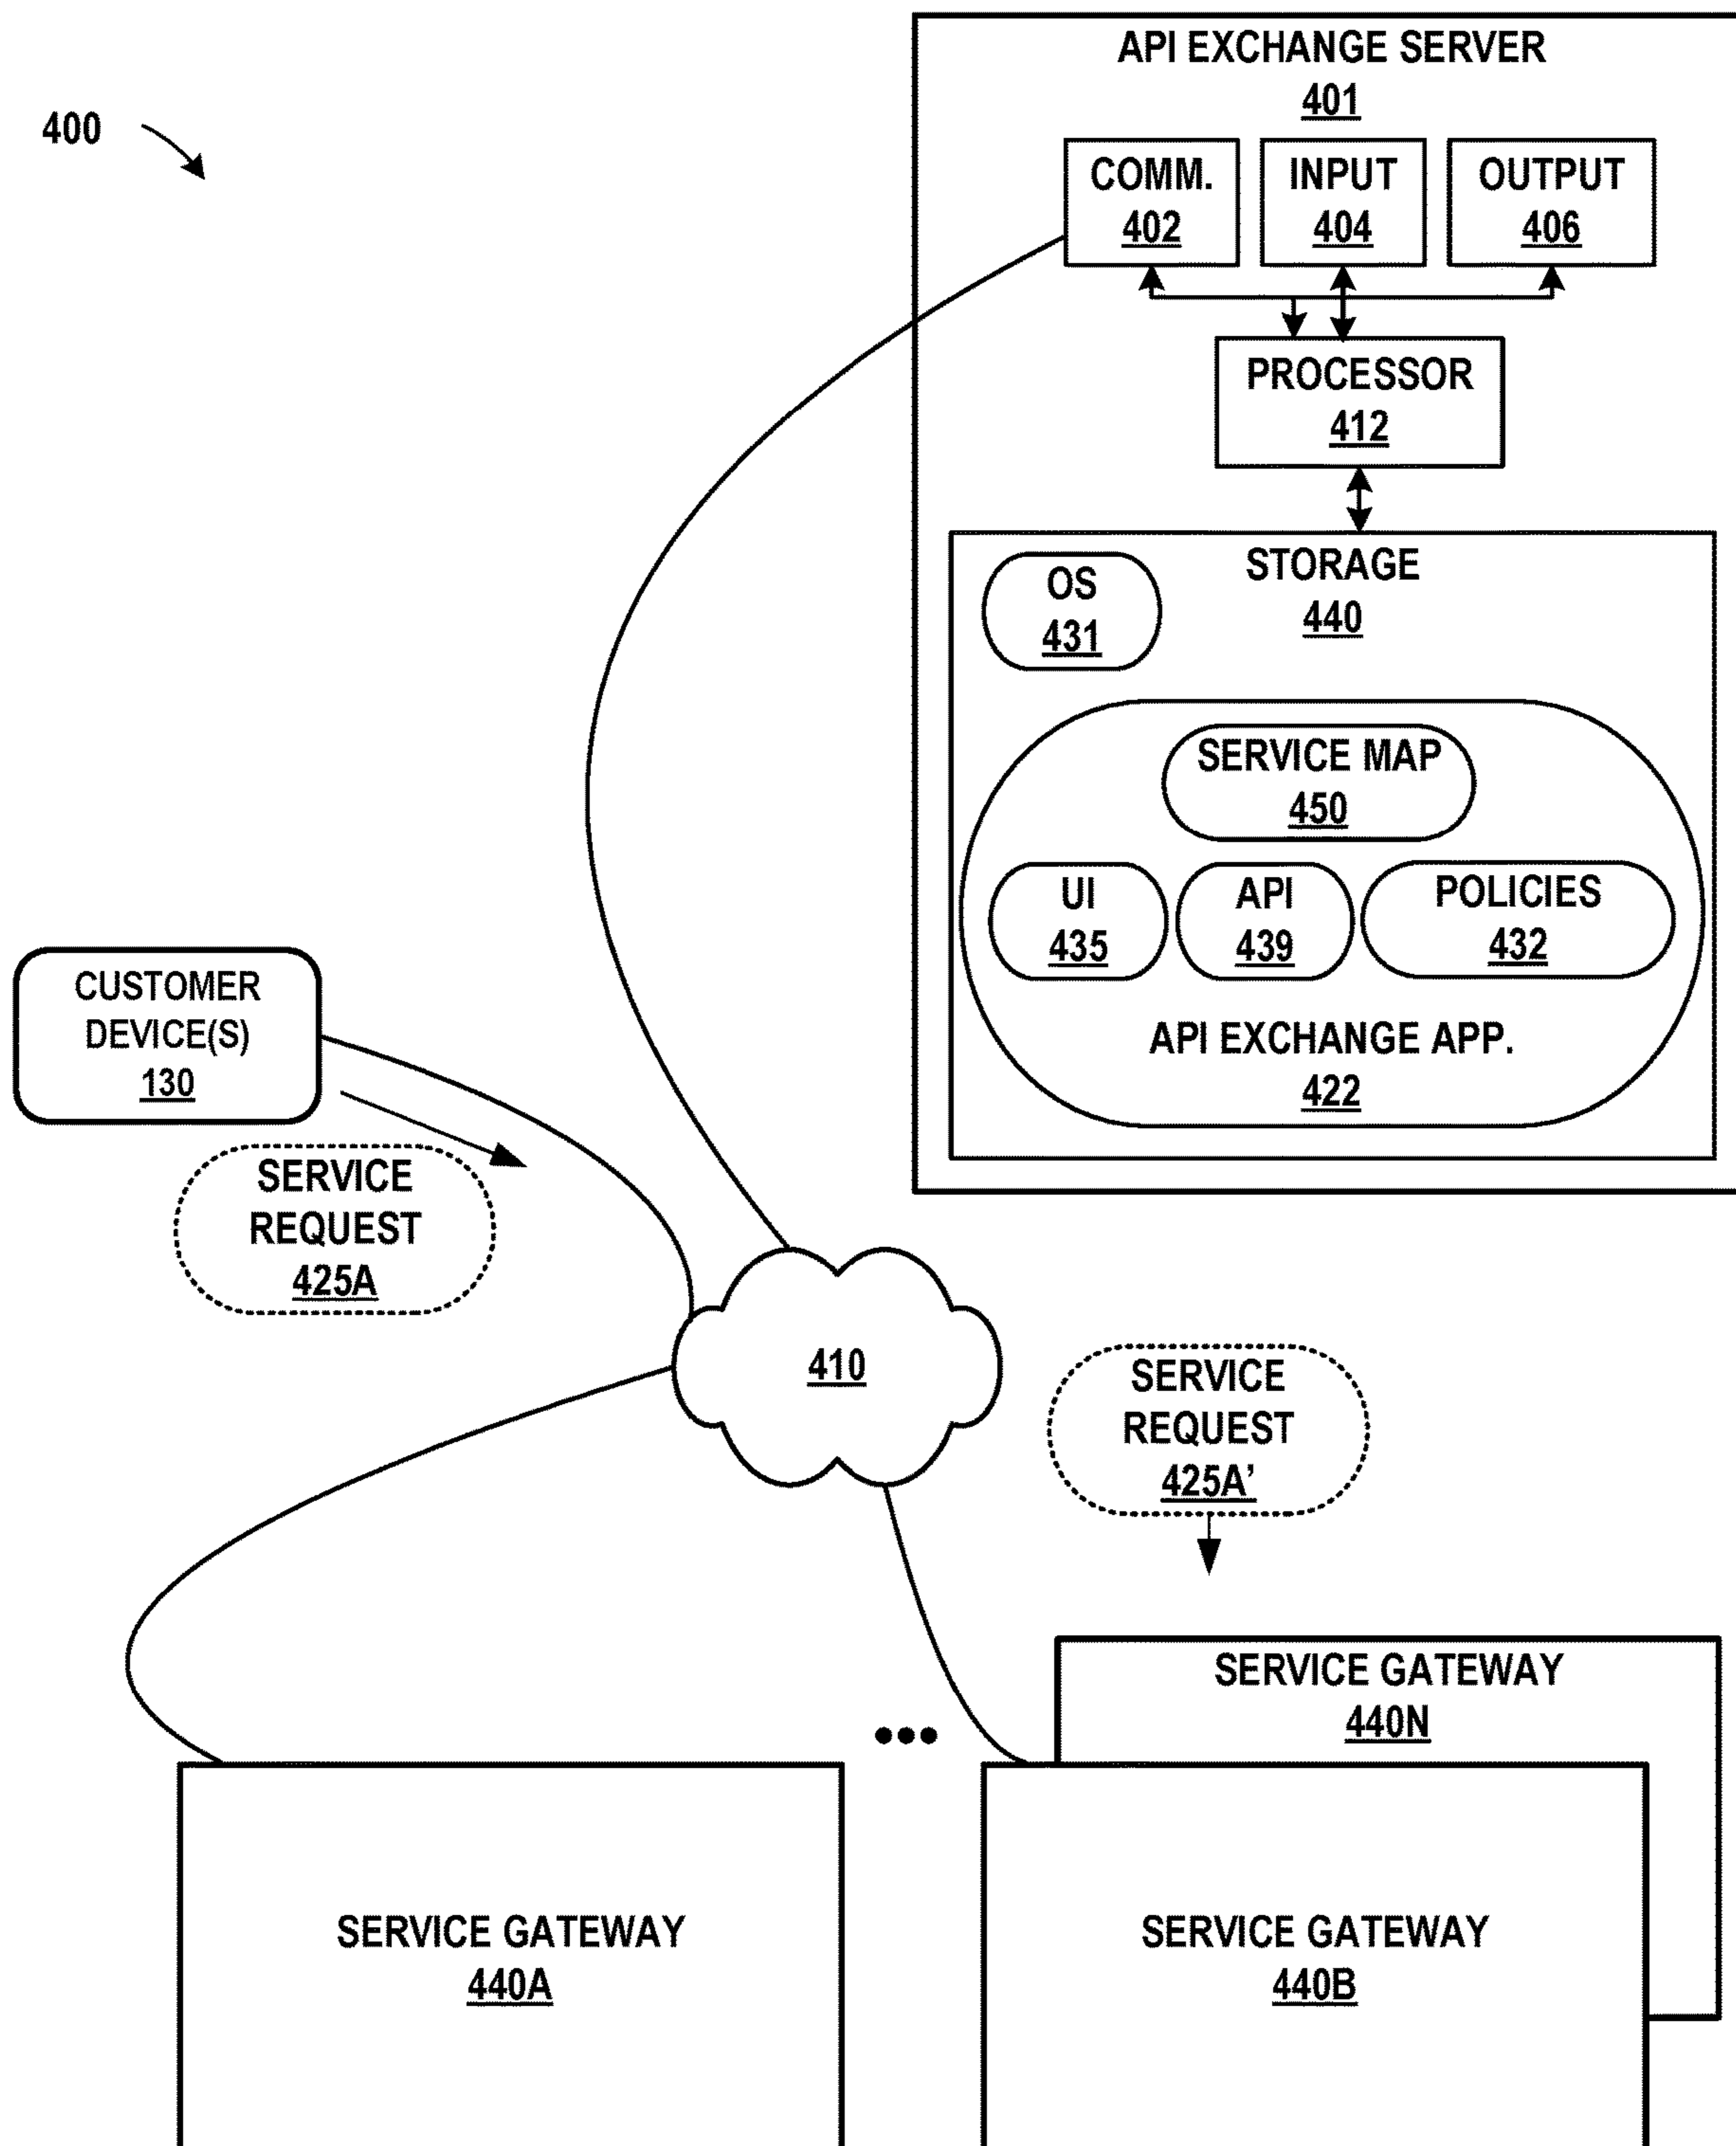 400
API EXCHANGE SERVER
401
COMM.
402
INPUT
404
OUTPUT
406
PROCESSOR
412
STORAGE
440
OS
431
SERVICE MAP
450
UI
435
API
439
POLICIES
432
API EXCHANGE APP.
422
CUSTOMER
DEVICE(S)
130
SERVICE
REQUEST
425A
410
SERVICE
REQUEST
425A’
SERVICE GATEWAY
440N
SERVICE GATEWAY
440A
SERVICE GATEWAY
440B